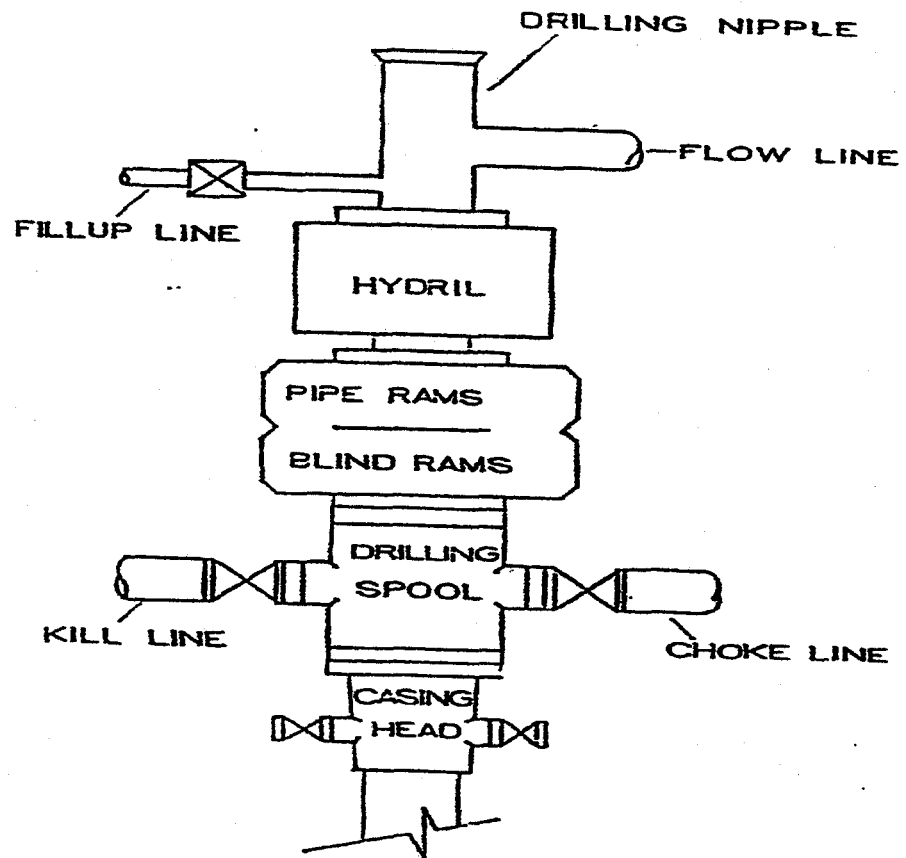 DRILLING NIPPLE
FLOW LINE
FILLUP LINE
HYDRIL
PIPE RAMS
BLIND RAMS
DRILLING
SPOOL
KILL LINE
CHOKE LINE
CASING
HEAD